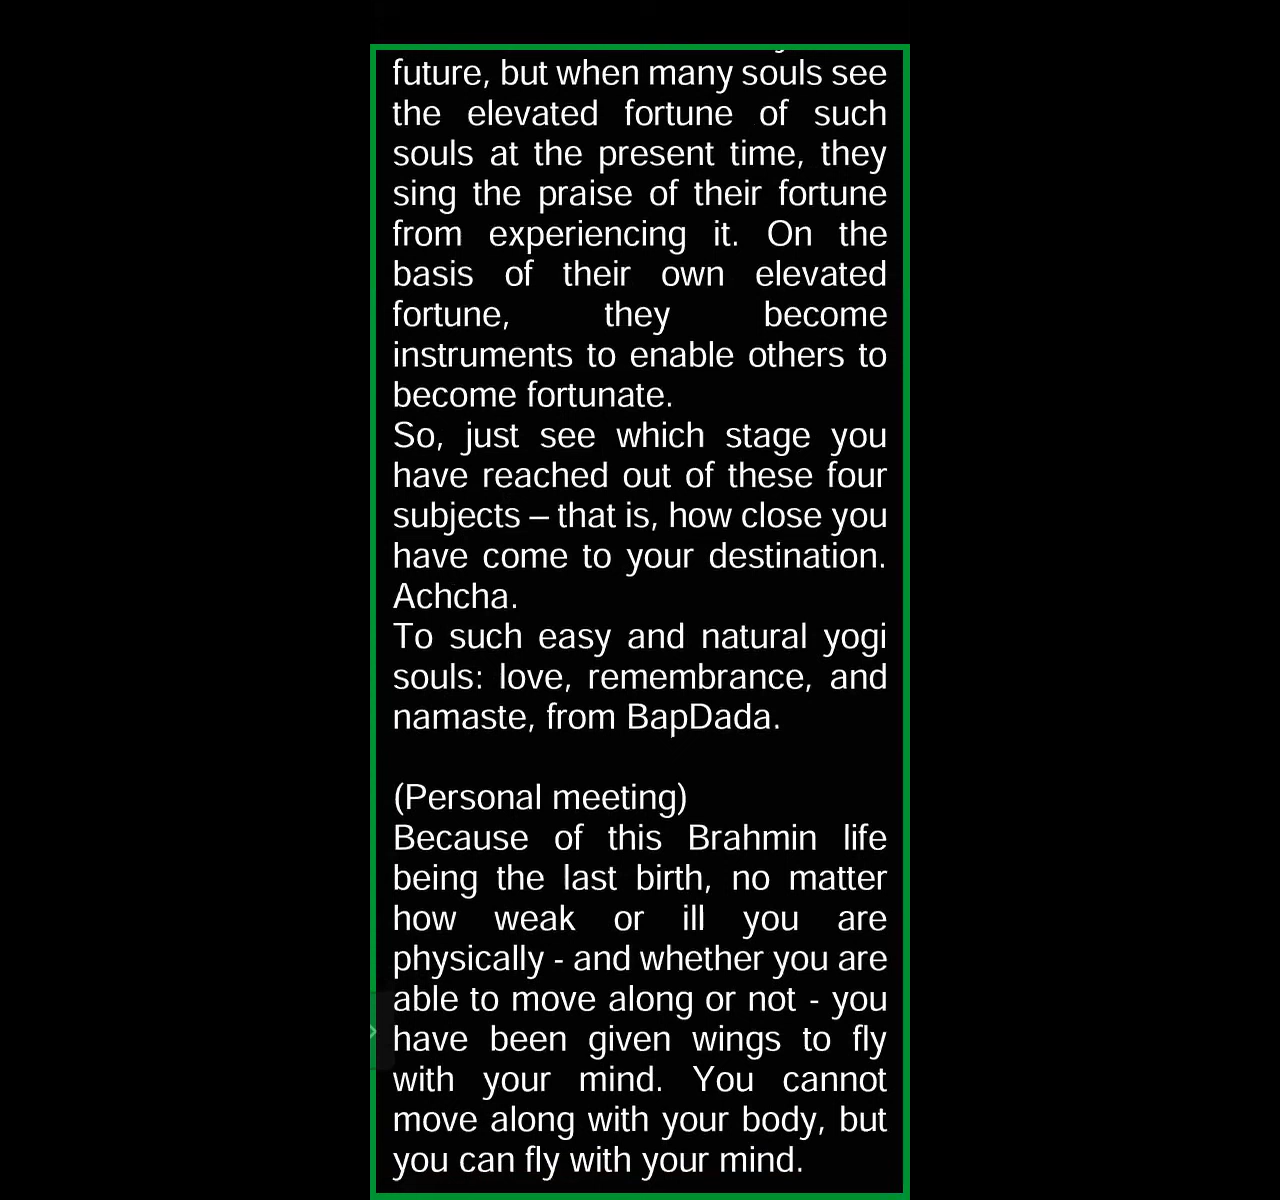 future, but when many souls see
the elevated fortune of such
souls at the present time, they
sing the praise of their fortune
from experiencing it. On the
basis of their own elevated
fortune, they become
instruments to enable others to
become fortunate.
So, just see which stage you
have reached out of these four
subjects – that is, how close you
have come to your destination.
Achcha.
To such easy and natural yogi
souls: love, remembrance, and
namaste, from BapDada.
(Personal meeting)
Because of this Brahmin life
being the last birth, no matter
how weak or ill you are
physically - and whether you are
able to move along or not - you
have been given wings to fly
with your mind. You cannot
move along with your body, but
you can fly with your mind.